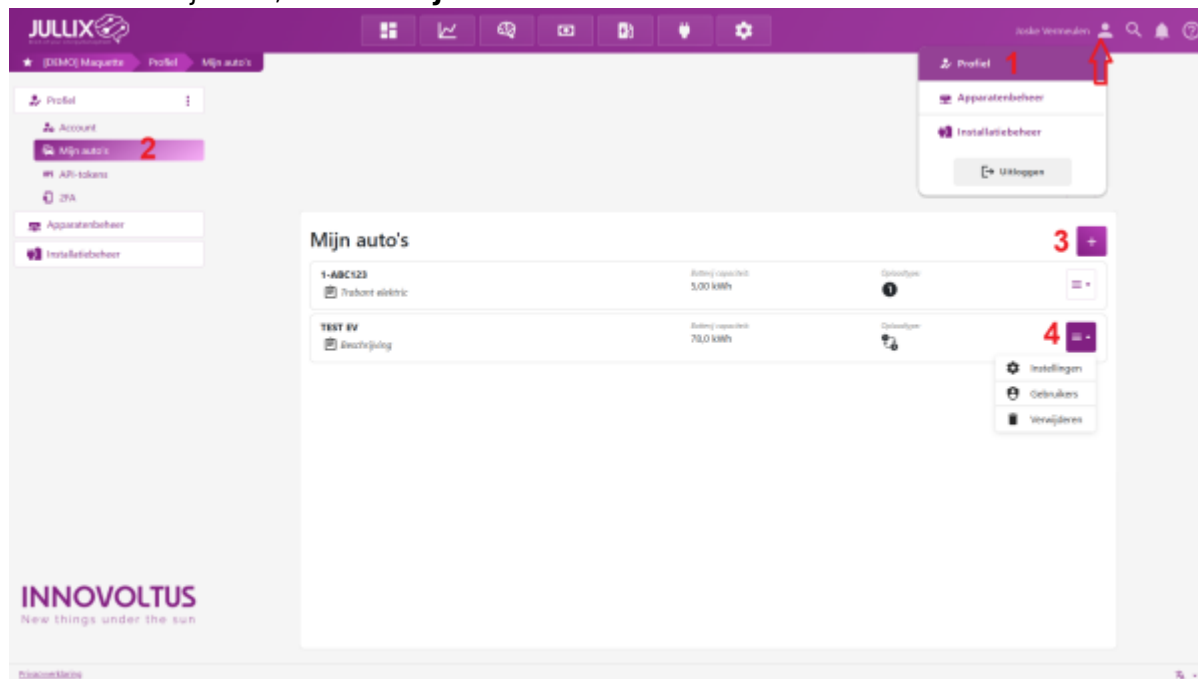 JULLIX
Joske Vermeulen
[DEMO] Maquette Profiel Mijn auto's
Profiel 1
Apparatenbeheer
Installatiebeheer
Uitloggen
Profiel
Account
Mijn auto's 2
API-tokens
2FA
Apparatenbeheer
Installatiebeheer
Mijn auto's
3 +
1-ABC123
Trabant elektric
Batterij capaciteit
5,00 kWh
Oplaadtype
1
TEST EV
Beschrijving
Batterij capaciteit
70,0 kWh
Oplaadtype
4
Instellingen
Gebruikers
Verwijderen
INNOVOLTUS
New things under the sun
Privacyverklaring